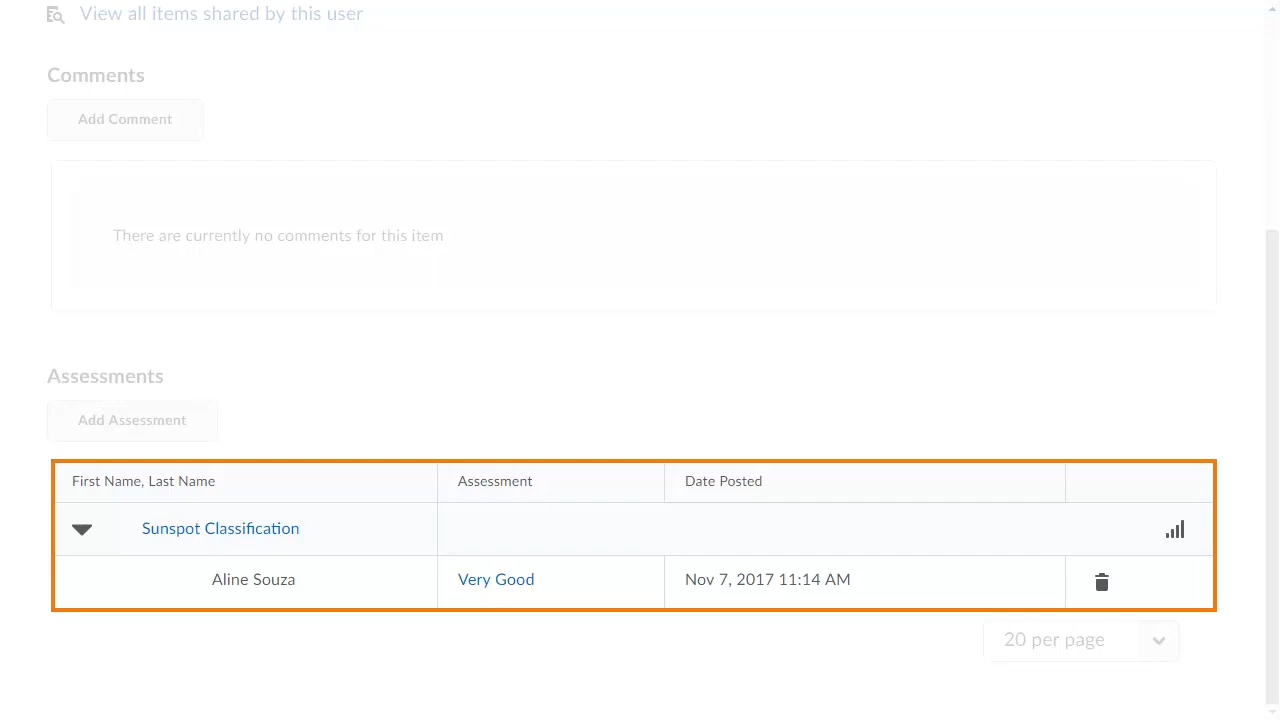 View all items shared by this user
Comments
Add Comment
There are currently no comments for this item
Assessments
Add Assessment
First Name, Last Name Assessment Date Posted
Sunspot Classification
Aline Souza Very Good Nov 7, 2017 11:14 AM
20 per page